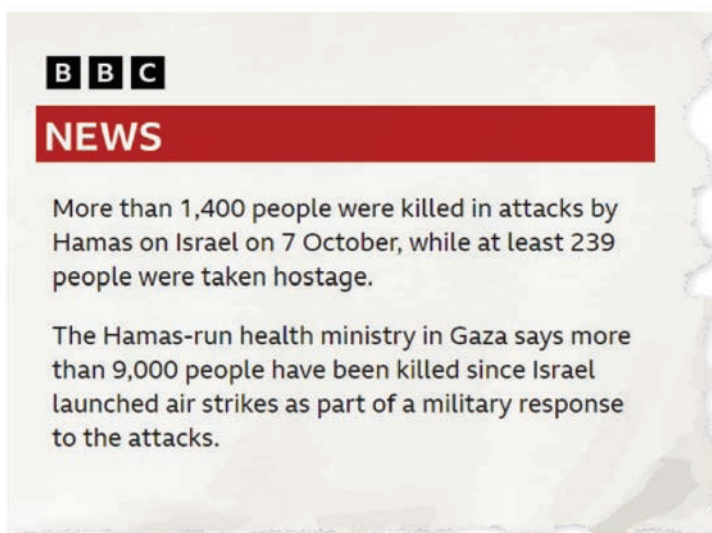 BBC
NEWS
More than 1,400 people were killed in attacks by
Hamas on Israel on 7 October, while at least 239
people were taken hostage.
The Hamas-run health ministry in Gaza says more
than 9,000 people have been killed since Israel
launched air strikes as part of a military response
to the attacks.